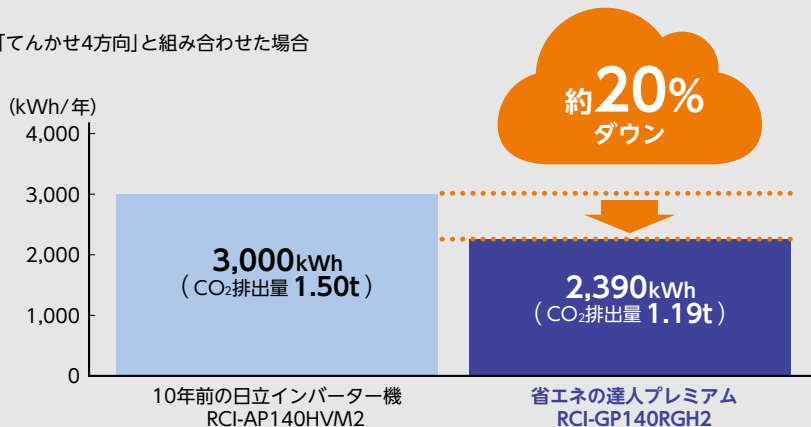 「てんかせ4方向」と組み合わせた場合
約20%
ダウン
(kWh/年)
4,000
3,000
2,000
1,000
0
3,000kWh
(CO₂排出量 1.50t)
2,390kWh
(CO₂排出量 1.19t)
10年前の日立インバーター機
RCI-AP140HVM2
省エネの達人プレミアム
RCI-GP140RGH2